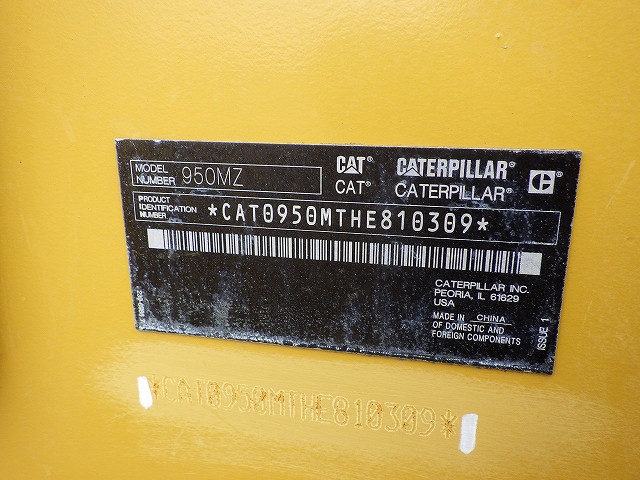 MODEL NUMBER 950MZ
CAT® CATERPILLAR® C
CAT® CATERPILLAR®
PRODUCT IDENTIFICATION NUMBER *CAT0950MTHE810309*
CATERPILLAR INC.
PEORIA, IL 61629
USA
MADE IN CHINA
OF DOMESTIC AND
FOREIGN COMPONENTS
ISSUE 1
*CAT0950MTHE810309*